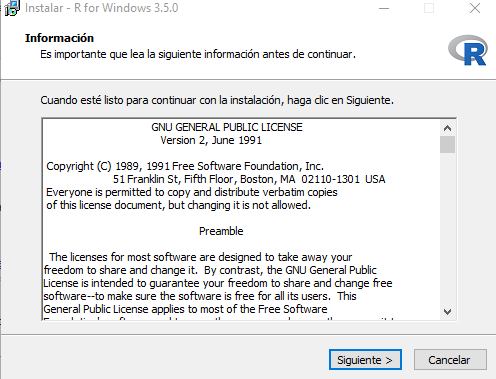 Instalar - R for Windows 3.5.0
Información
Es importante que lea la siguiente información antes de continuar.
R
Cuando esté listo para continuar con la instalación, haga clic en Siguiente.
GNU GENERAL PUBLIC LICENSE
Version 2, June 1991
Copyright (C) 1989, 1991 Free Software Foundation, Inc.
51 Franklin St, Fifth Floor, Boston, MA 02110-1301 USA
Everyone is permitted to copy and distribute verbatim copies
of this license document, but changing it is not allowed.
Preamble
The licenses for most software are designed to take away your
freedom to share and change it. By contrast, the GNU General Public
License is intended to guarantee your freedom to share and change free
software--to make sure the software is free for all its users. This
General Public License applies to most of the Free Software
Siguiente >
Cancelar